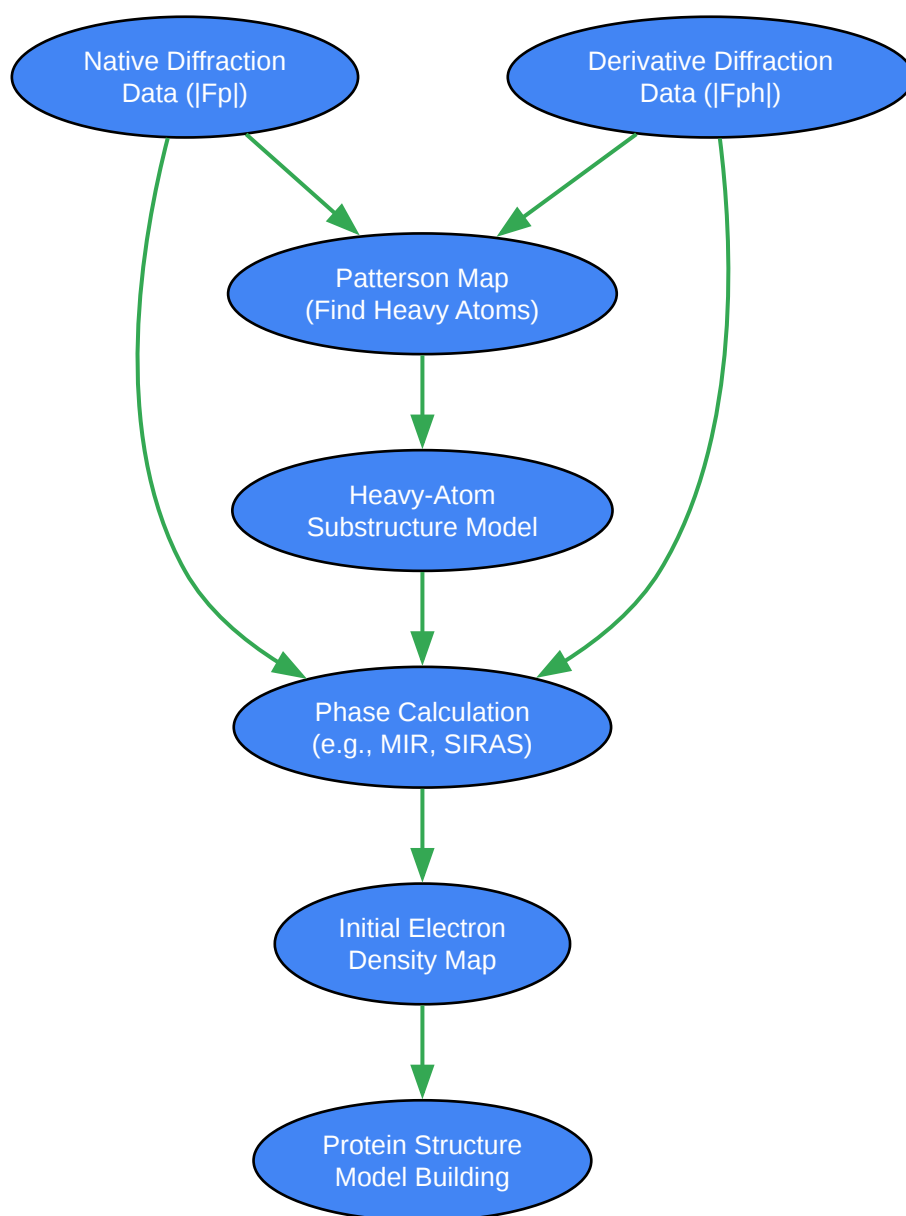 Native Diffraction
Data (|Fp|)
Derivative Diffraction
Data (|Fph|)
Patterson Map
(Find Heavy Atoms)
Heavy-Atom
Substructure Model
Phase Calculation
(e.g., MIR, SIRAS)
Initial Electron
Density Map
Protein Structure
Model Building